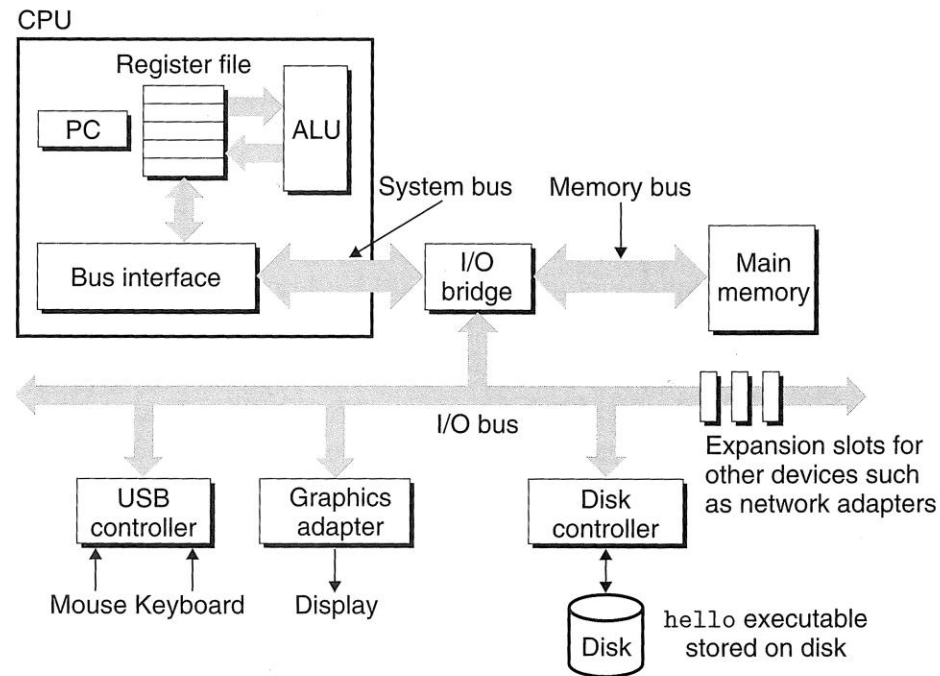 CPU
Register file
PC
ALU
System bus
Memory bus
Bus interface
I/O
bridge
Main
memory
I/O bus
Expansion slots for
other devices such
as network adapters
USB
controller
Graphics
adapter
Disk
controller
Mouse Keyboard
Display
Disk
hello executable
stored on disk